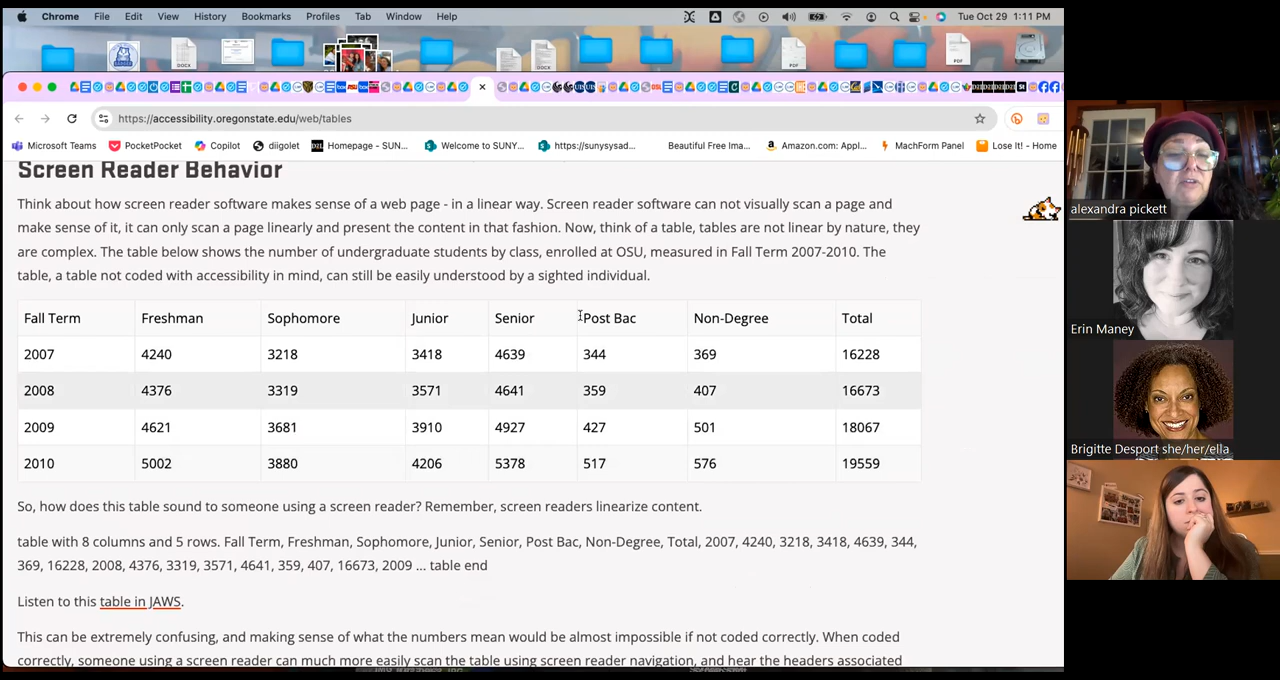 Chrome File Edit View History Bookmarks Profiles Tab Window Help Tue Oct 29 1:11 PM
DOCX
DOCX
PDF
PDF
https://accessibility.oregonstate.edu/web/tables
Microsoft Teams PocketPocket Copilot diigolet Homepage - SUN... Welcome to SUNY... https://sunysysad... Beautiful Free Ima... Amazon.com: Appl... MachForm Panel Lose It! - Home
Screen Reader Behavior
Think about how screen reader software makes sense of a web page - in a linear way. Screen reader software can not visually scan a page and
make sense of it, it can only scan a page linearly and present the content in that fashion. Now, think of a table, tables are not linear by nature, they
are complex. The table below shows the number of undergraduate students by class, enrolled at OSU, measured in Fall Term 2007-2010. The
table, a table not coded with accessibility in mind, can still be easily understood by a sighted individual.
Fall Term Freshman Sophomore Junior Senior Post Bac Non-Degree Total
2007 4240 3218 3418 4639 344 369 16228
2008 4376 3319 3571 4641 359 407 16673
2009 4621 3681 3910 4927 427 501 18067
2010 5002 3880 4206 5378 517 576 19559
So, how does this table sound to someone using a screen reader? Remember, screen readers linearize content.
table with 8 columns and 5 rows. Fall Term, Freshman, Sophomore, Junior, Senior, Post Bac, Non-Degree, Total, 2007, 4240, 3218, 3418, 4639, 344,
369, 16228, 2008, 4376, 3319, 3571, 4641, 359, 407, 16673, 2009 ... table end
Listen to this table in JAWS.
This can be extremely confusing, and making sense of what the numbers mean would be almost impossible if not coded correctly. When coded
correctly, someone using a screen reader can much more easily scan the table using screen reader navigation, and hear the headers associated
alexandra pickett
Erin Maney
Brigitte Desport she/her/ella